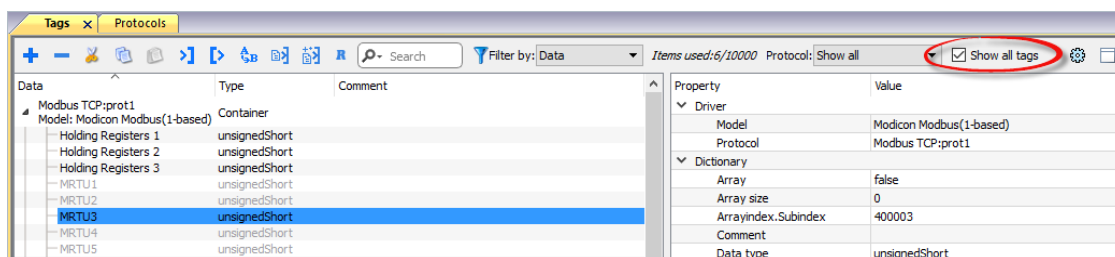 Tags x Protocols
AB R Search Filter by: Data Items used:6/10000 Protocol: Show all Show all tags
Data Type Comment Property Value
Modbus TCP:prot1
Model: Modicon Modbus(1-based) Container
Holding Registers 1 unsignedShort
Holding Registers 2 unsignedShort
Holding Registers 3 unsignedShort
MRTU1 unsignedShort
MRTU2 unsignedShort
MRTU3 unsignedShort
MRTU4 unsignedShort
MRTU5 unsignedShort
Driver
Model Modicon Modbus(1-based)
Protocol Modbus TCP:prot1
Dictionary
Array false
Array size 0
Arrayindex.Subindex 400003
Comment
Data type unsignedShort